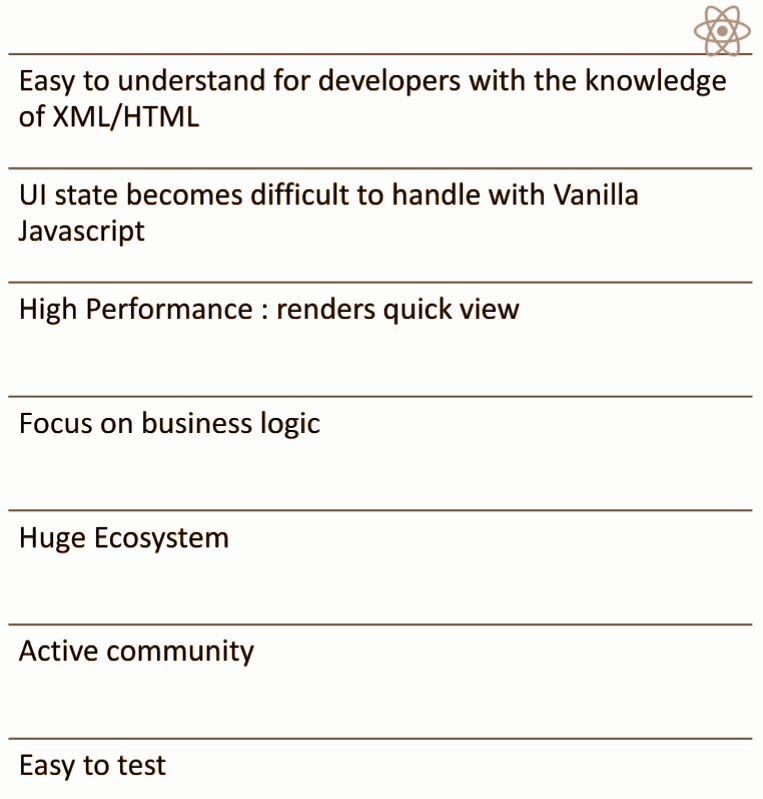 Easy to understand for developers with the knowledge
of XML/HTML
UI state becomes difficult to handle with Vanilla
Javascript
High Performance : renders quick view
Focus on business logic
Huge Ecosystem
Active community
Easy to test